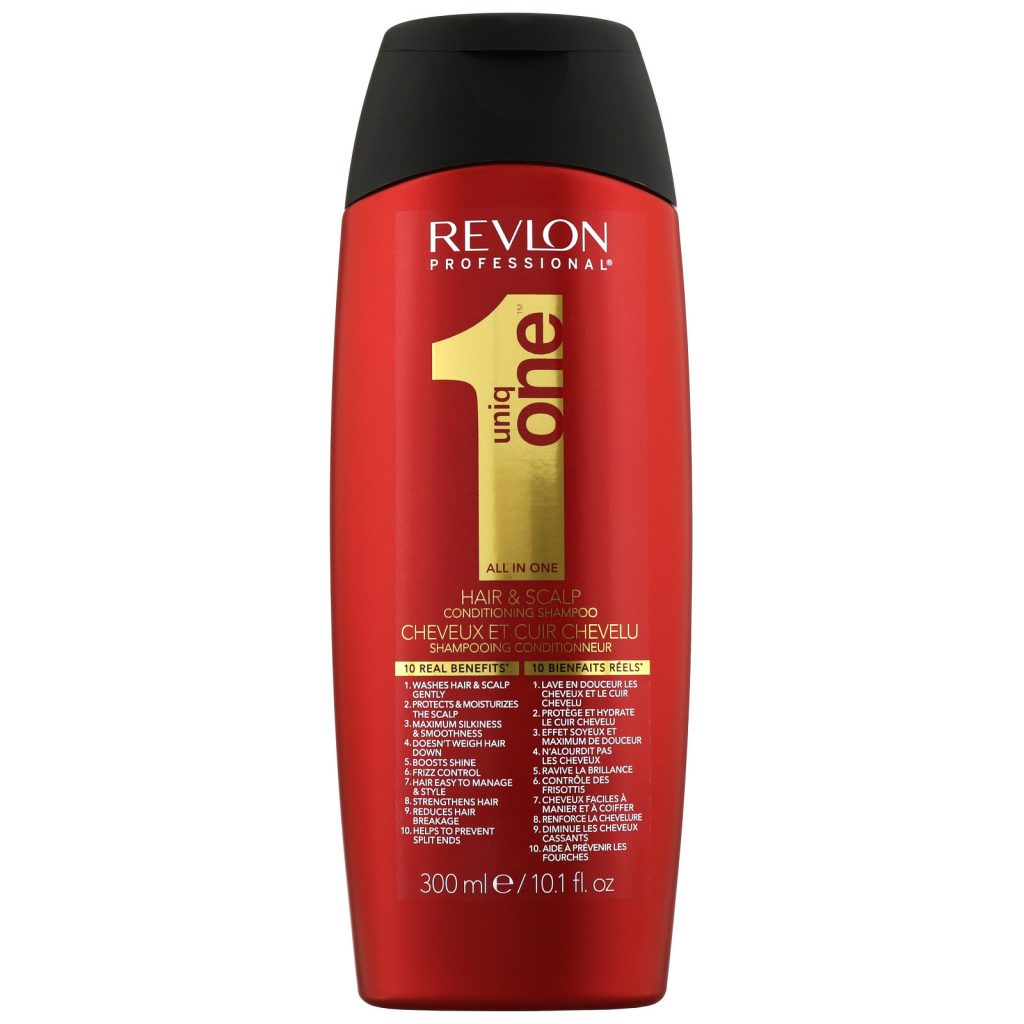 REVLON
PROFESSIONAL®
uniq
one™
ALL IN ONE
HAIR & SCALP
CONDITIONING SHAMPOO
CHEVEUX ET CUIR CHEVELU
SHAMPOOING CONDITIONNEUR
10 REAL BENEFITS*
1. WASHES HAIR & SCALP
GENTLY
2. PROTECTS & MOISTURIZES
THE SCALP
3. MAXIMUM SILKINESS
& SMOOTHNESS
4. DOESN'T WEIGH HAIR
DOWN
5. BOOSTS SHINE
6. FRIZZ CONTROL
7. HAIR EASY TO MANAGE
& STYLE
8. STRENGTHENS HAIR
9. REDUCES HAIR
BREAKAGE
10. HELPS TO PREVENT
SPLIT ENDS
10 BIENFAITS RÉELS*
1. LAVE EN DOUCEUR LES
CHEVEUX ET LE CUIR
CHEVELU
2. PROTÈGE ET HYDRATE
LE CUIR CHEVELU
3. EFFET SOYEUX ET
MAXIMUM DE DOUCEUR
4. N'ALOURDIT PAS
LES CHEVEUX
5. RAVIVE LA BRILLANCE
6. CONTRÔLE DES
FRISOTTIS
7. CHEVEUX FACILES À
MANIER ET À COIFFER
8. RENFORCE LA CHEVELURE
9. DIMINUE LES CHEVEUX
CASSANTS
10. AIDE À PRÉVENIR LES
FOURCHES
300 ml e / 10.1 fl. oz